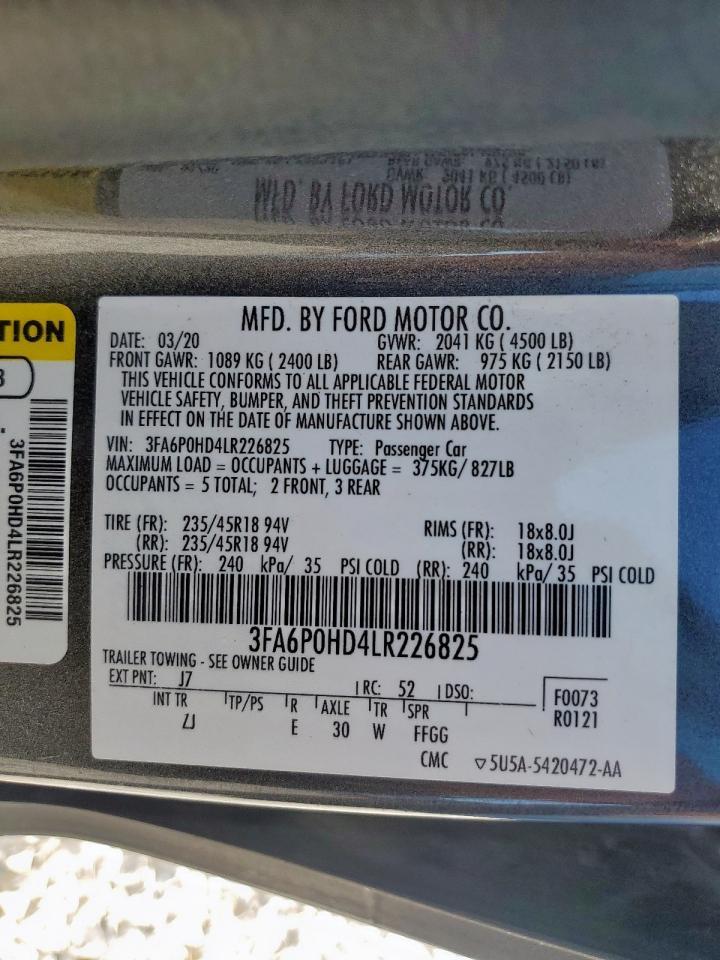 MFD. BY FORD MOTOR CO.
DATE: 03/20 GVWR: 2041 KG ( 4500 LB)
FRONT GAWR: 1089 KG ( 2400 LB) REAR GAWR: 975 KG ( 2150 LB)
THIS VEHICLE CONFORMS TO ALL APPLICABLE FEDERAL MOTOR
VEHICLE SAFETY, BUMPER, AND THEFT PREVENTION STANDARDS
IN EFFECT ON THE DATE OF MANUFACTURE SHOWN ABOVE.
VIN: 3FA6P0HD4LR226825 TYPE: Passenger Car
MAXIMUM LOAD = OCCUPANTS + LUGGAGE = 375KG/ 827LB
OCCUPANTS = 5 TOTAL; 2 FRONT, 3 REAR
TIRE (FR): 235/45R18 94V RIMS (FR): 18x8.0J
(RR): 235/45R18 94V (RR): 18x8.0J
PRESSURE (FR): 240 kPa/ 35 PSI COLD (RR): 240 kPa/ 35 PSI COLD
3FA6P0HD4LR226825
TRAILER TOWING - SEE OWNER GUIDE
EXT PNT: J7 RC: 52 DSO:
INT TR TP/PS R AXLE TR SPR
ZJ E 30 W FFGG
F0073
R0121
CMC ▽5U5A-5420472-AA
TION
3FA6P0HD4LR226825